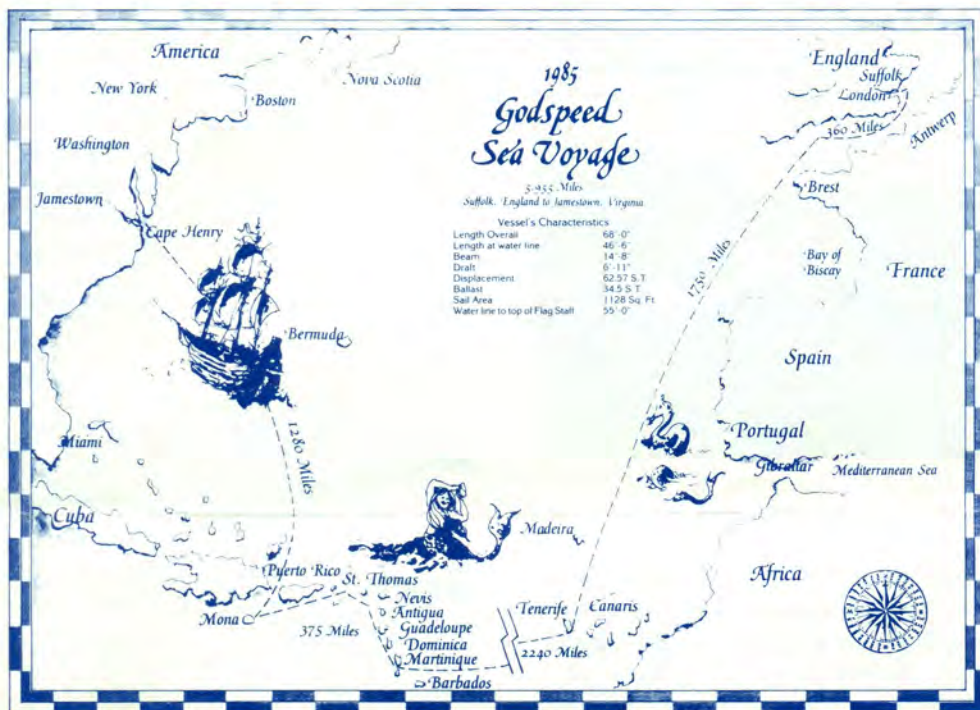 1985
Godspeed
Sea Voyage
5,955 Miles
Suffolk, England to Jamestown, Virginia
Vessel's Characteristics
Length Overall 68'-0"
Length at water line 46'-6"
Beam 14'-8"
Draft 6'-11"
Displacement 62.57 S.T.
Ballast 34.5 S.T.
Sail Area 1128 Sq. Ft.
Water line to top of Flag Staff 55'-0"
America
Nova Scotia
New York
Boston
Washington
Jamestown
Cape Henry
Bermuda
1280 Miles
Miami
Cuba
Puerto Rico
St. Thomas
Mona
375 Miles
Nevis
Antigua
Guadeloupe
Dominica
Martinique
Barbados
England
Suffolk
London
360 Miles
Antwerp
Brest
1750 Miles
Bay of
Biscay
France
Spain
Portugal
Gibraltar
Mediterranean Sea
Madeira
Africa
Tenerife
Canaris
2240 Miles